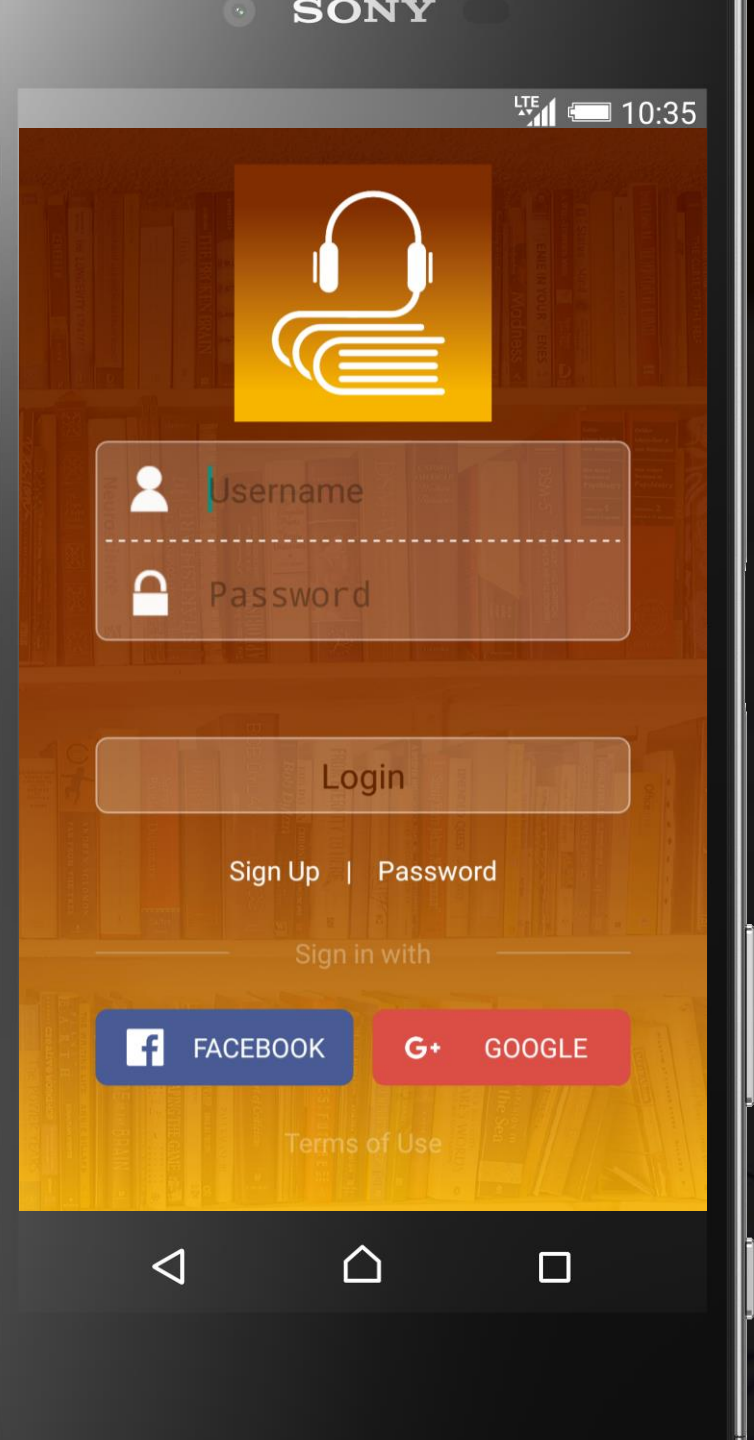 SONY
LTE 10:35
Username
Password
Login
Sign Up | Password
Sign in with
FACEBOOK G+ GOOGLE
Terms of Use